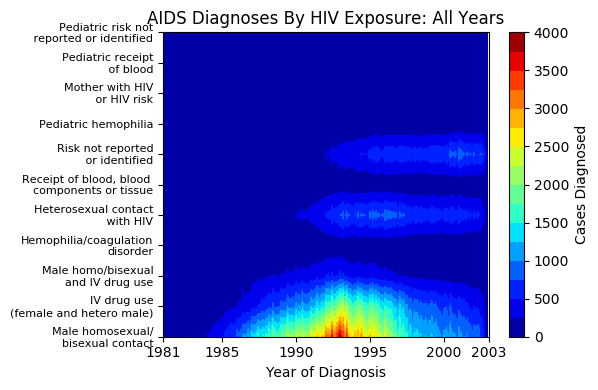 AIDS Diagnoses By HIV Exposure: All Years
Pediatric risk not
reported or identified
Pediatric receipt
of blood
Mother with HIV
or HIV risk
Pediatric hemophilia
Risk not reported
or identified
Receipt of blood, blood
components or tissue
Heterosexual contact
with HIV
Hemophilia/coagulation
disorder
Male homo/bisexual
and IV drug use
IV drug use
(female and hetero male)
Male homosexual/
bisexual contact
1981 1985 1990 1995 2000 2003
Year of Diagnosis
4000
3500
3000
2500
2000
1500
1000
500
0
Cases Diagnosed